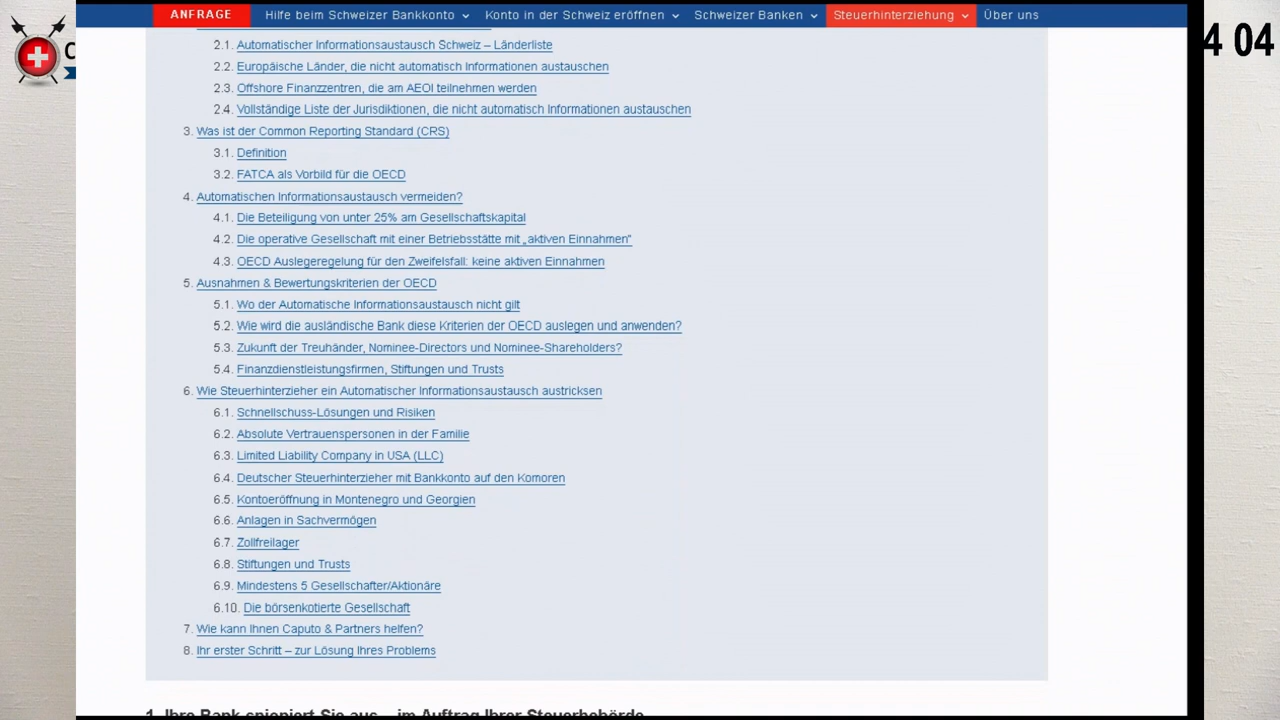 ANFRAGE Hilfe beim Schweizer Bankkonto Konto in der Schweiz eröffnen Schweizer Banken Steuerhinterziehung Über uns
C
4 04
2.1. Automatischer Informationsaustausch Schweiz – Länderliste
2.2. Europäische Länder, die nicht automatisch Informationen austauschen
2.3. Offshore Finanzzentren, die am AEOI teilnehmen werden
2.4. Vollständige Liste der Jurisdiktionen, die nicht automatisch Informationen austauschen
3. Was ist der Common Reporting Standard (CRS)
3.1. Definition
3.2. FATCA als Vorbild für die OECD
4. Automatischen Informationsaustausch vermeiden?
4.1. Die Beteiligung von unter 25% am Gesellschaftskapital
4.2. Die operative Gesellschaft mit einer Betriebsstätte mit „aktiven Einnahmen“
4.3. OECD Auslegeregelung für den Zweifelsfall: keine aktiven Einnahmen
5. Ausnahmen & Bewertungskriterien der OECD
5.1. Wo der Automatische Informationsaustausch nicht gilt
5.2. Wie wird die ausländische Bank diese Kriterien der OECD auslegen und anwenden?
5.3. Zukunft der Treuhänder, Nominee-Directors und Nominee-Shareholders?
5.4. Finanzdienstleistungsfirmen, Stiftungen und Trusts
6. Wie Steuerhinterzieher ein Automatischer Informationsaustausch austricksen
6.1. Schnellschuss-Lösungen und Risiken
6.2. Absolute Vertrauenspersonen in der Familie
6.3. Limited Liability Company in USA (LLC)
6.4. Deutscher Steuerhinterzieher mit Bankkonto auf den Komoren
6.5. Kontoeröffnung in Montenegro und Georgien
6.6. Anlagen in Sachvermögen
6.7. Zollfreilager
6.8. Stiftungen und Trusts
6.9. Mindestens 5 Gesellschafter/Aktionäre
6.10. Die börsenkotierte Gesellschaft
7. Wie kann Ihnen Caputo & Partners helfen?
8. Ihr erster Schritt – zur Lösung Ihres Problems
1. Ihre Bank spioniert Sie aus – im Auftrag Ihrer Steuerbehörde